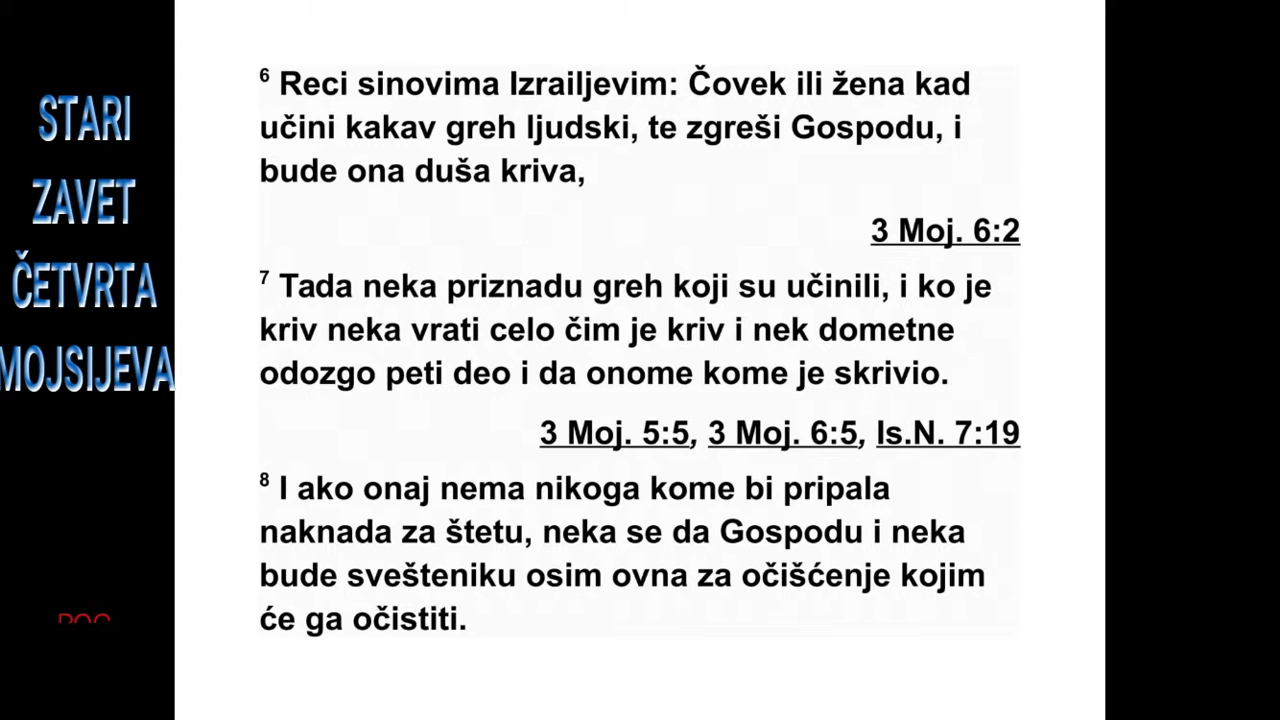 STARI
ZAVET
ČETVRTA
MOJSIJEVA
6 Reci sinovima Izrailjevim: Čovek ili žena kad
učini kakav greh ljudski, te zgreši Gospodu, i
bude ona duša kriva,
3 Moj. 6:2
7 Tada neka priznadu greh koji su učinili, i ko je
kriv neka vrati celo čim je kriv i nek dometne
odozgo peti deo i da onome kome je skrivio.
3 Moj. 5:5, 3 Moj. 6:5, Is.N. 7:19
8 I ako onaj nema nikoga kome bi pripala
naknada za štetu, neka se da Gospodu i neka
bude svešteniku osim ovna za očišćenje kojim
će ga očistiti.